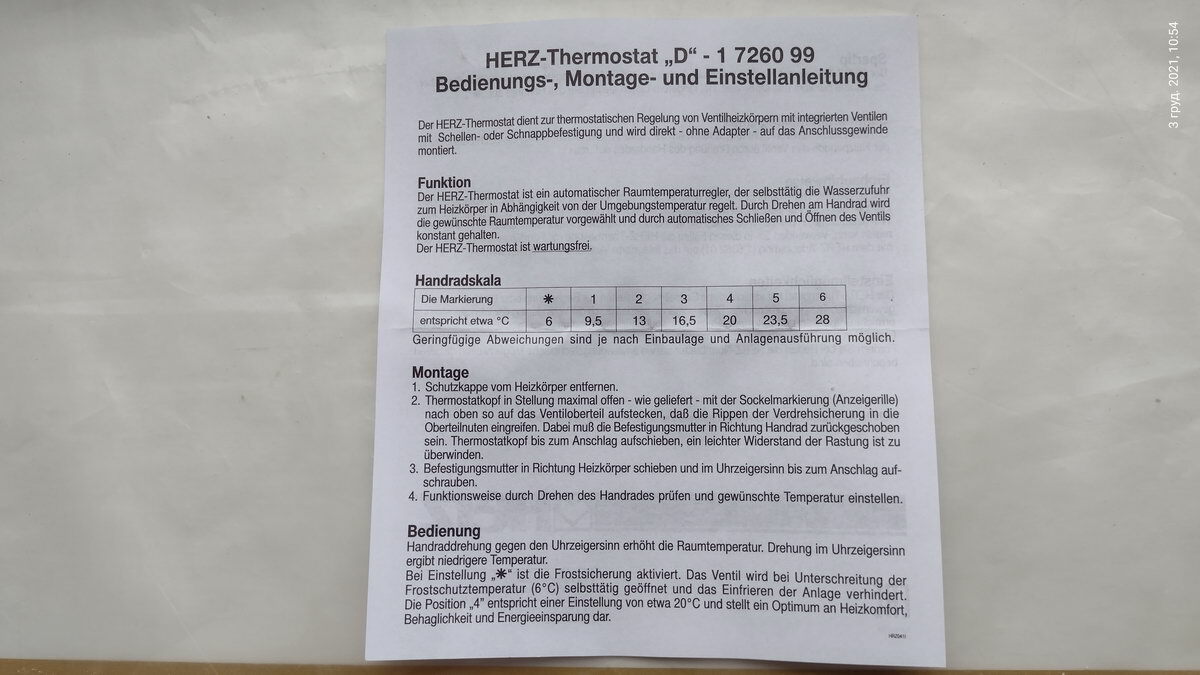 HERZ-Thermostat „D“ - 1 7260 99
Bedienungs-, Montage- und Einstellanleitung
Der HERZ-Thermostat dient zur thermostatischen Regelung von Ventilheizkörpern mit integrierten Ventilen
mit Schellen- oder Schnappbefestigung und wird direkt - ohne Adapter - auf das Anschlussgewinde
montiert.
Funktion
Der HERZ-Thermostat ist ein automatischer Raumtemperaturregler, der selbsttätig die Wasserzufuhr
zum Heizkörper in Abhängigkeit von der Umgebungstemperatur regelt. Durch Drehen am Handrad wird
die gewünschte Raumtemperatur vorgewählt und durch automatisches Schließen und Öffnen des Ventils
konstant gehalten.
Der HERZ-Thermostat ist wartungsfrei.
Handradskala
Die Markierung ✱ 1 2 3 4 5 6
entspricht etwa °C 6 9,5 13 16,5 20 23,5 28
Geringfügige Abweichungen sind je nach Einbaulage und Anlagenausführung möglich.
Montage
1. Schutzkappe vom Heizkörper entfernen.
2. Thermostatkopf in Stellung maximal offen - wie geliefert - mit der Sockelmarkierung (Anzeigerille)
nach oben so auf das Ventiloberteil aufstecken, daß die Rippen der Verdrehsicherung in die
Oberteilnuten eingreifen. Dabei muß die Befestigungsmutter in Richtung Handrad zurückgeschoben
sein. Thermostatkopf bis zum Anschlag aufschieben, ein leichter Widerstand der Rastung ist zu
überwinden.
3. Befestigungsmutter in Richtung Heizkörper schieben und im Uhrzeigersinn bis zum Anschlag auf-
schrauben.
4. Funktionsweise durch Drehen des Handrades prüfen und gewünschte Temperatur einstellen.
Bedienung
Handraddrehung gegen den Uhrzeigersinn erhöht die Raumtemperatur. Drehung im Uhrzeigersinn
ergibt niedrigere Temperatur.
Bei Einstellung „✱“ ist die Frostsicherung aktiviert. Das Ventil wird bei Unterschreitung der
Frostschutztemperatur (6°C) selbsttätig geöffnet und das Einfrieren der Anlage verhindert.
Die Position „4“ entspricht einer Einstellung von etwa 20°C und stellt ein Optimum an Heizkomfort,
Behaglichkeit und Energieeinsparung dar.
3 груд. 2021, 10:54